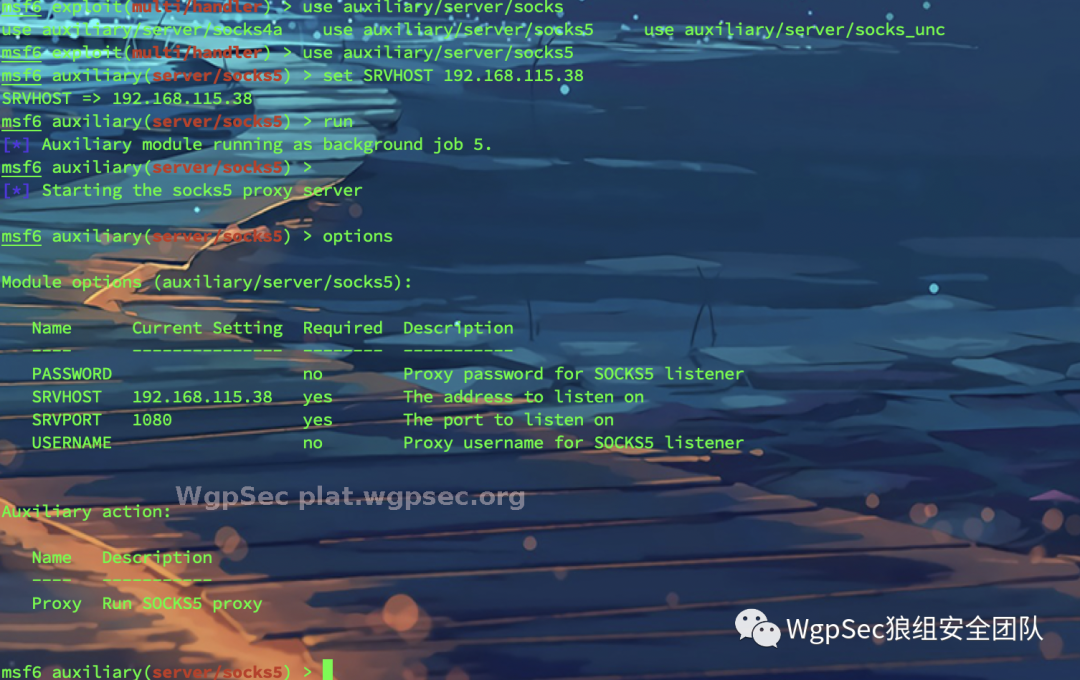 msf6 exploit(multi/handler) > use auxiliary/server/socks
use auxiliary/server/socks4a    use auxiliary/server/socks5     use auxiliary/server/socks_unc
msf6 exploit(multi/handler) > use auxiliary/server/socks5
msf6 auxiliary(server/socks5) > set SRVHOST 192.168.115.38
SRVHOST => 192.168.115.38
msf6 auxiliary(server/socks5) > run
[*] Auxiliary module running as background job 5.
msf6 auxiliary(server/socks5) >
[*] Starting the socks5 proxy server
msf6 auxiliary(server/socks5) > options
Module options (auxiliary/server/socks5):
Name      Current Setting  Required  Description
----      ---------------  --------  -----------
PASSWORD                   no        Proxy password for SOCKS5 listener
SRVHOST   192.168.115.38   yes       The address to listen on
SRVPORT   1080             yes       The port to listen on
USERNAME                   no        Proxy username for SOCKS5 listener
WgpSec plat.wgpsec.org
Auxiliary action:
Name   Description
----   -----------
Proxy  Run SOCKS5 proxy
WgpSec狼组安全团队
msf6 auxiliary(server/socks5) >